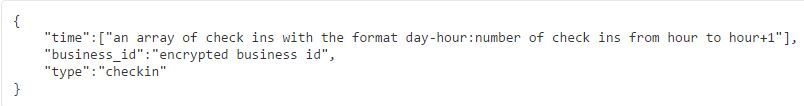 {
    "time":["an array of check ins with the format day-hour:number of check ins from hour to hour+1"],
    "business_id":"encrypted business id",
    "type":"checkin"
}